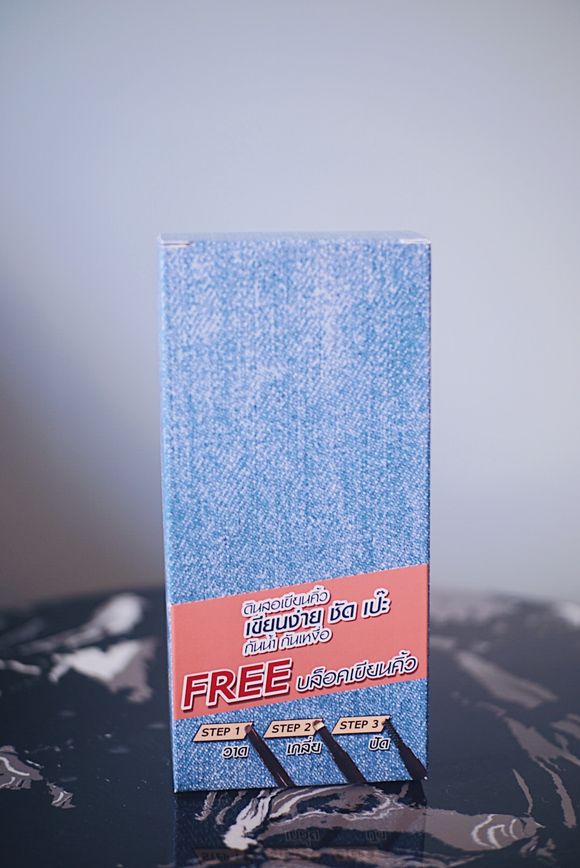 ดินสอเขียนคิ้ว
เขียนง่าย ชัด เป๊ะ
กันน้ำ กันเหงื่อ
FREE บล็อคเขียนคิ้ว
STEP 1 STEP 2 STEP 3
วาด เกลี่ย ปัด